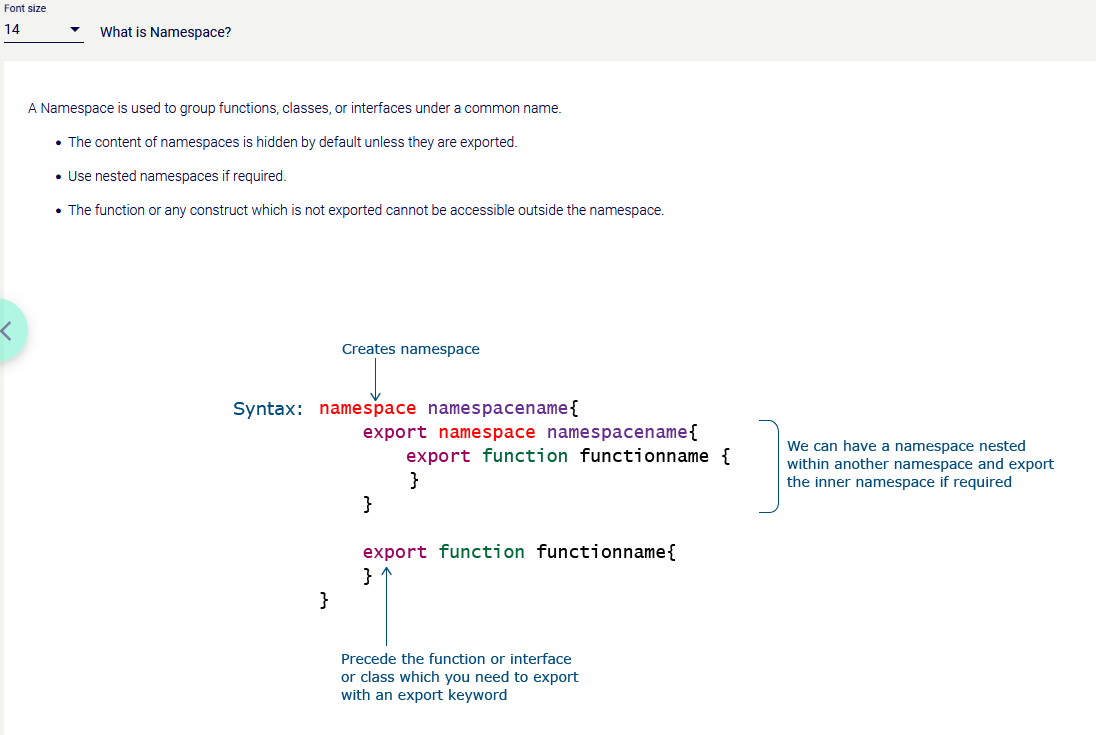 Font size
14
What is Namespace?
A Namespace is used to group functions, classes, or interfaces under a common name.
• The content of namespaces is hidden by default unless they are exported.
• Use nested namespaces if required.
• The function or any construct which is not exported cannot be accessible outside the namespace.
Creates namespace
Syntax: namespace namespacename{
export namespace namespacename{
export function functionname {
}
}
We can have a namespace nested
within another namespace and export
the inner namespace if required
export function functionname{
}
}
Precede the function or interface
or class which you need to export
with an export keyword